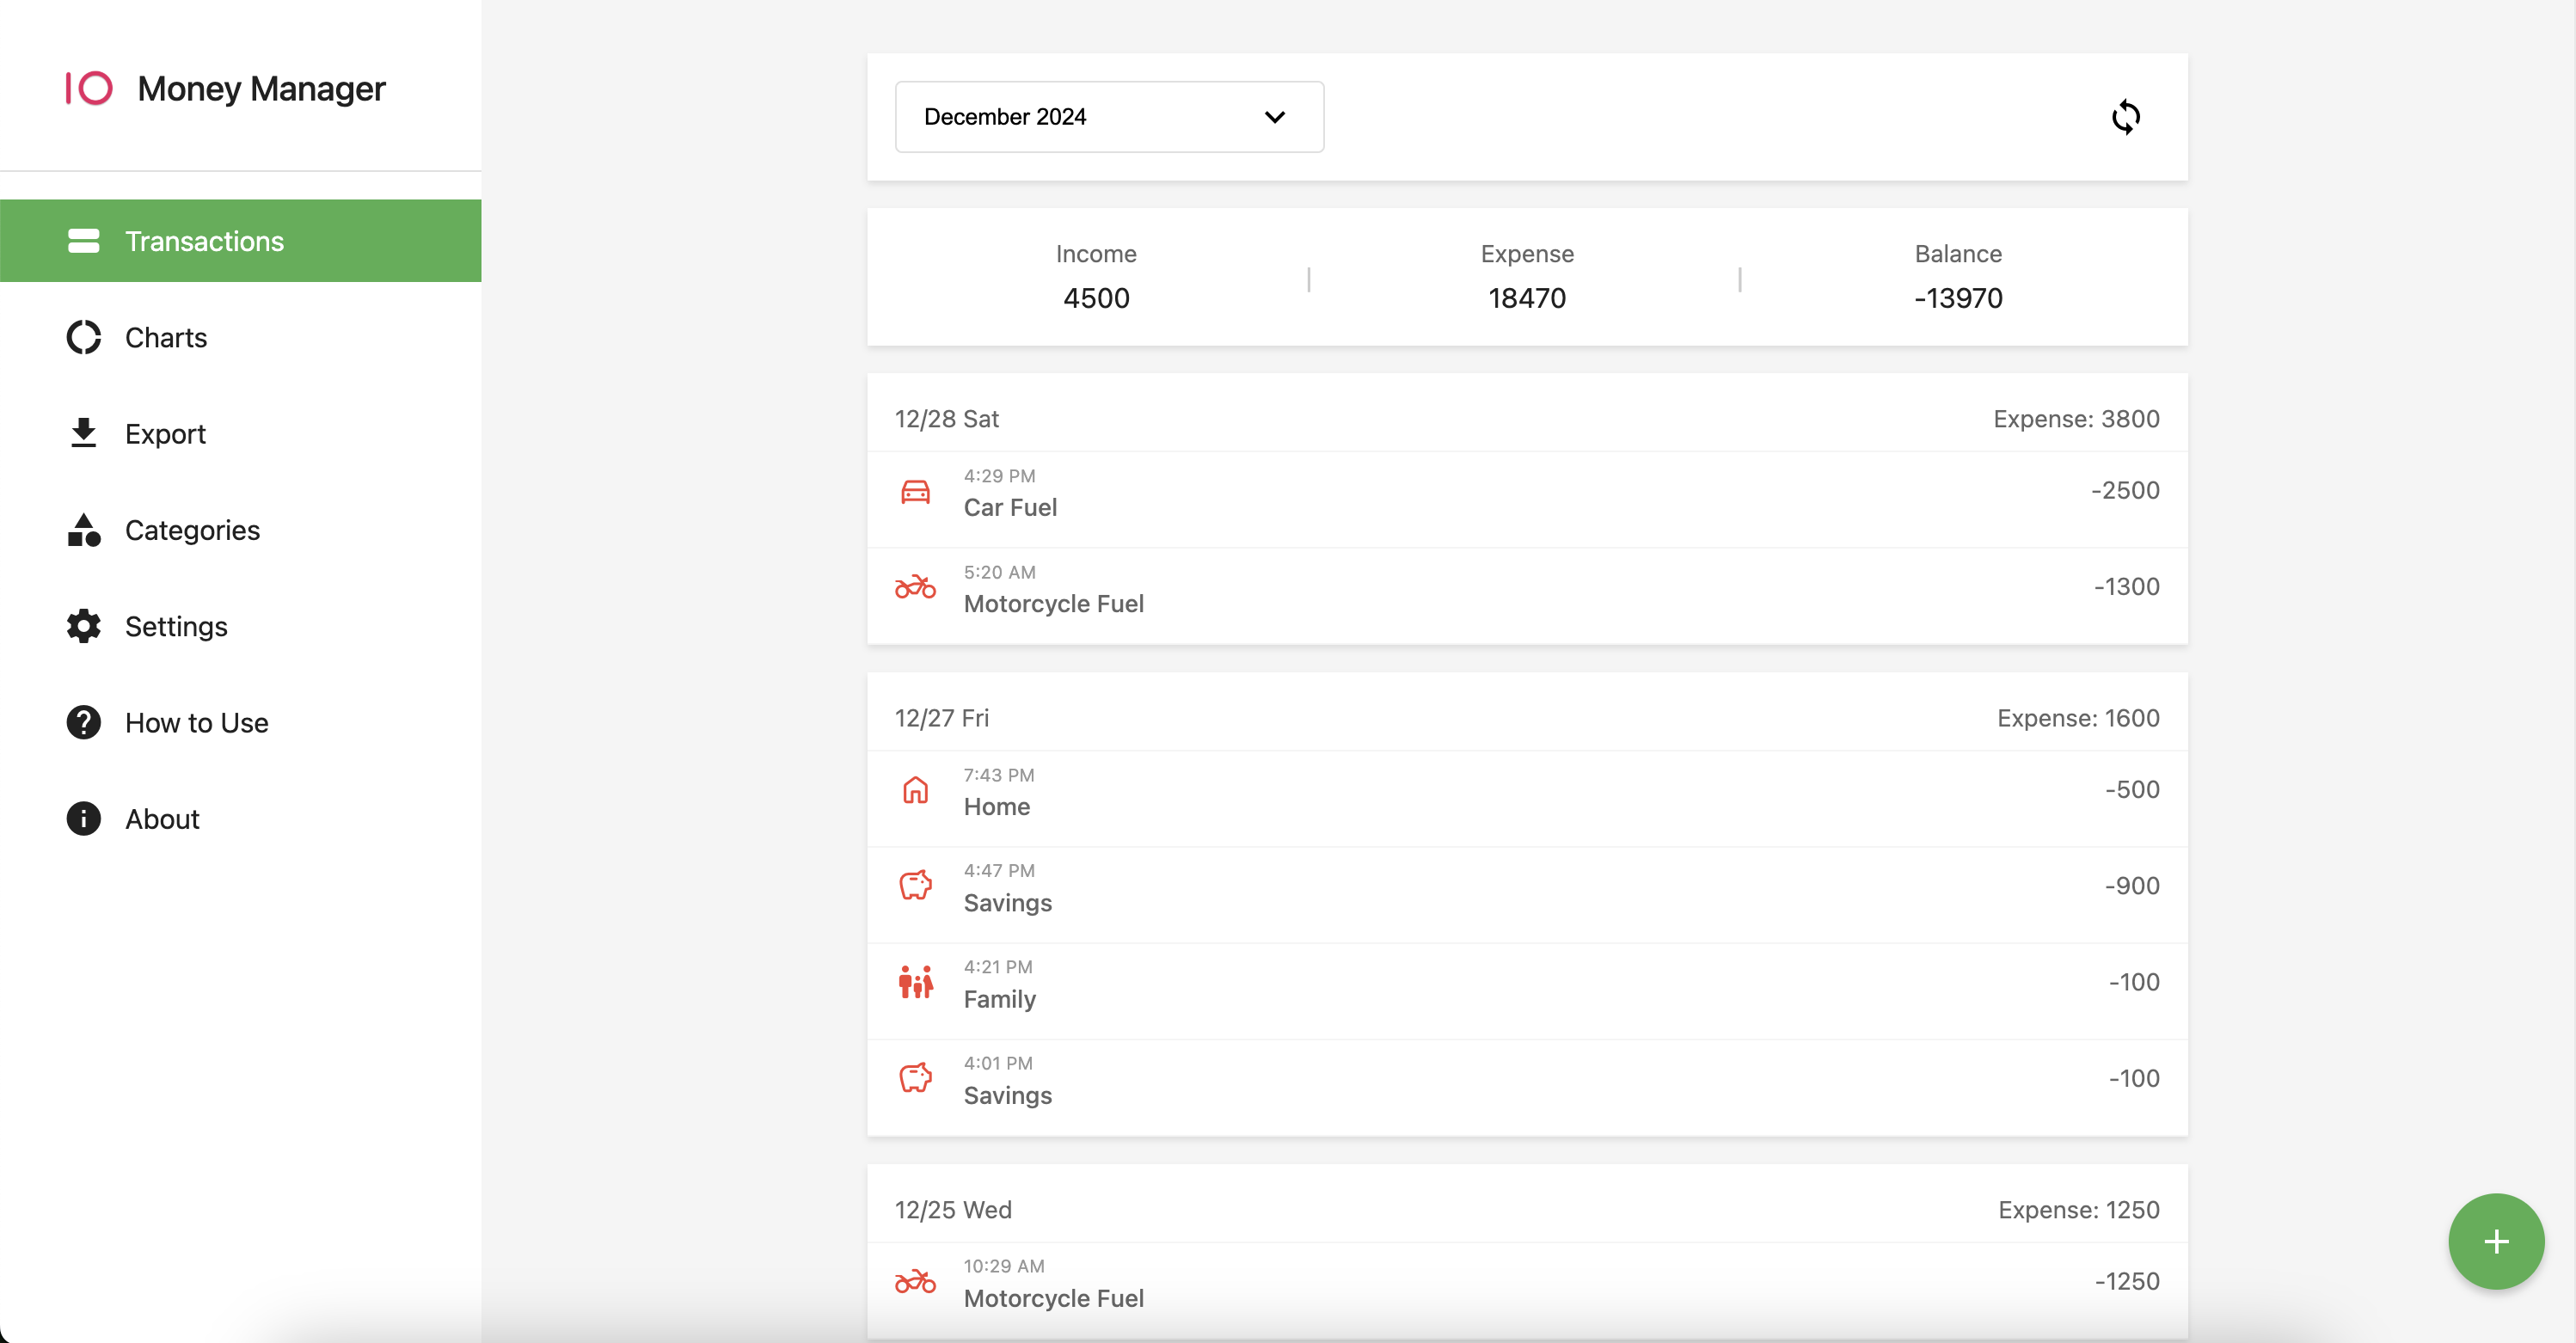 Money Manager
Transactions
Charts
Export
Categories
Settings
How to Use
About
December 2024
Income Expense Balance
4500 18470 -13970
12/28 Sat Expense: 3800
4:29 PM
Car Fuel -2500
5:20 AM
Motorcycle Fuel -1300
12/27 Fri Expense: 1600
7:43 PM
Home -500
4:47 PM
Savings -900
4:21 PM
Family -100
4:01 PM
Savings -100
12/25 Wed Expense: 1250
10:29 AM
Motorcycle Fuel -1250